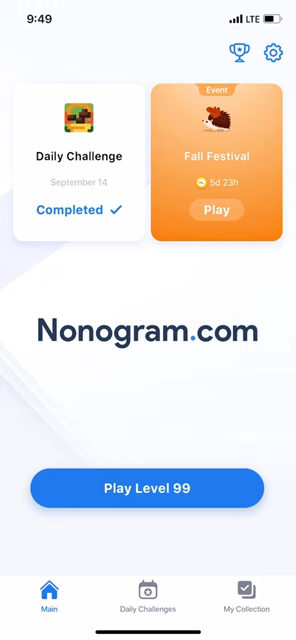 9:49
LTE
Event
Daily Challenge
September 14
Completed
Fall Festival
5d 23h
Play
Nonogram.com
Play Level 99
Main
Daily Challenges
My Collection